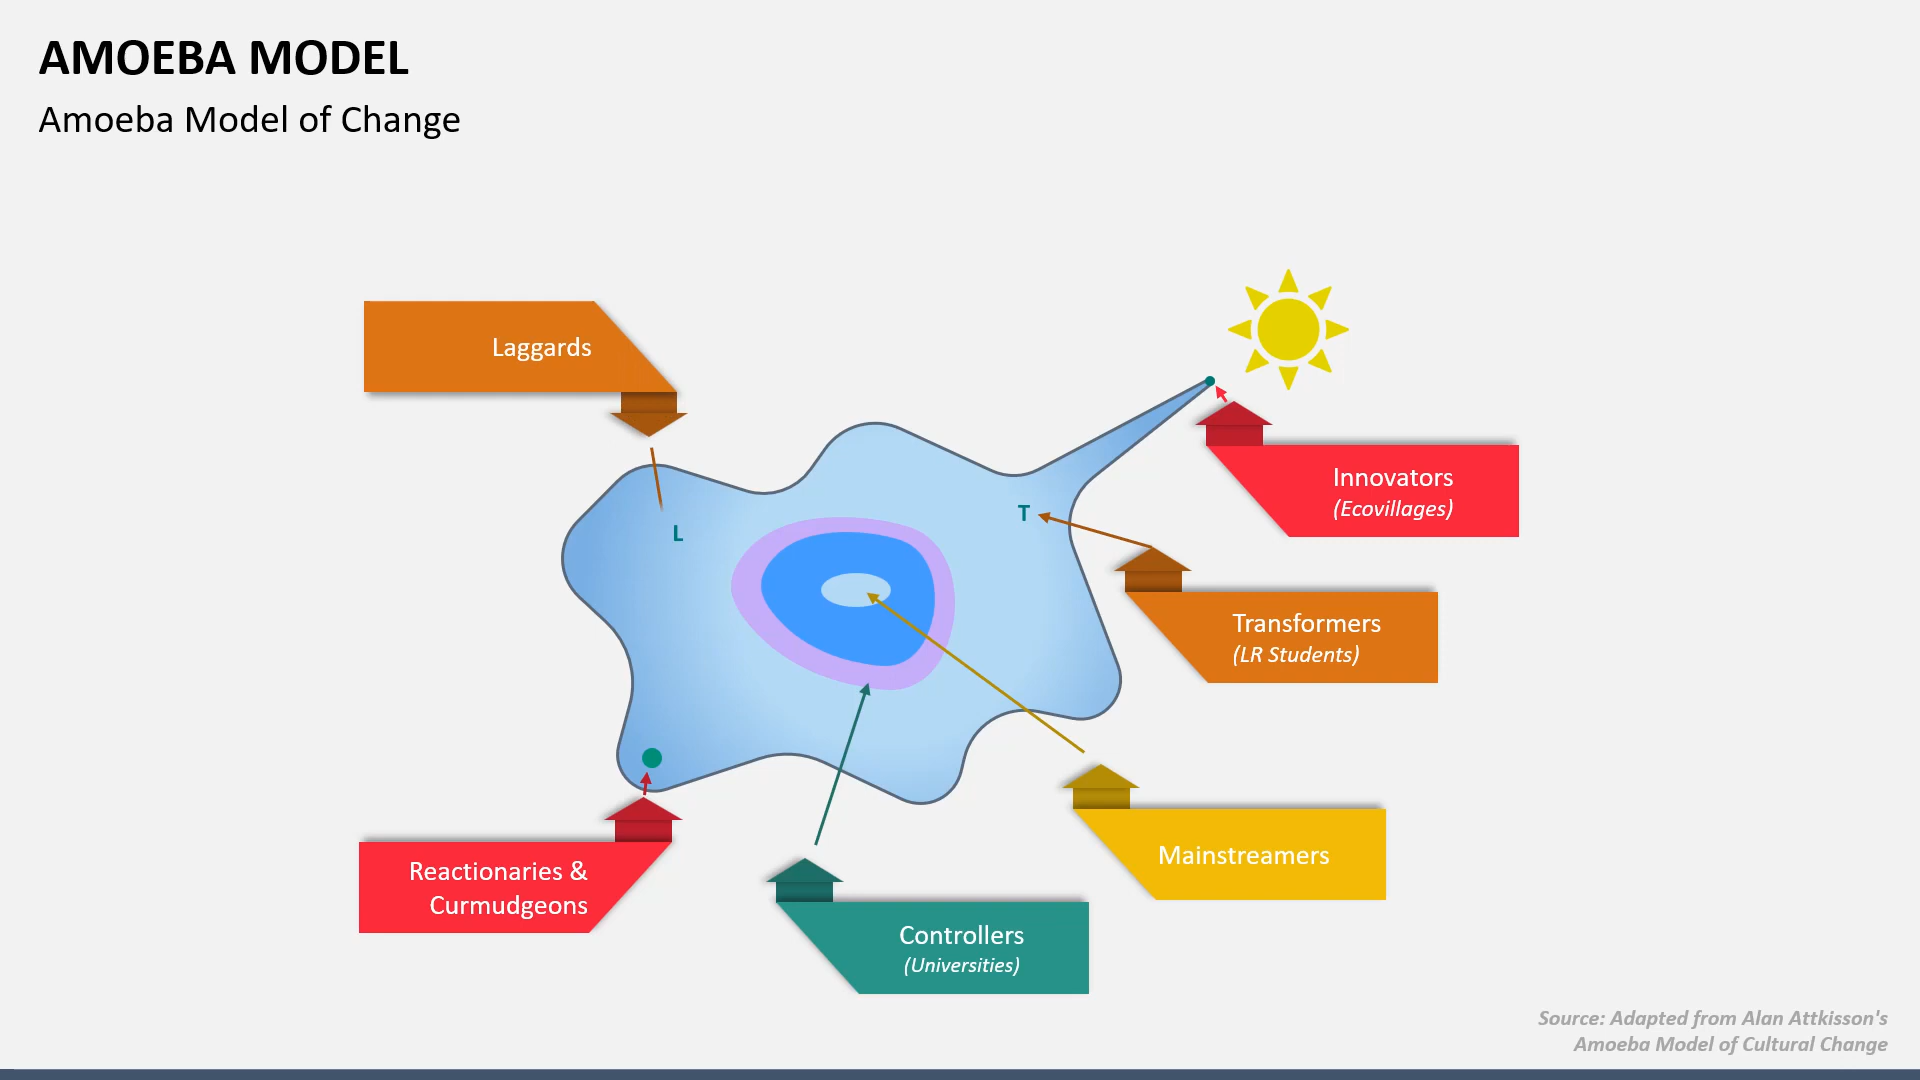 AMOEBA MODEL
Amoeba Model of Change
Laggards
Innovators
(Ecovillages)
T
L
Transformers
(LR Students)
Mainstreamers
Reactionaries &
Curmudgeons
Controllers
(Universities)
Source: Adapted from Alan Attkisson's
Amoeba Model of Cultural Change